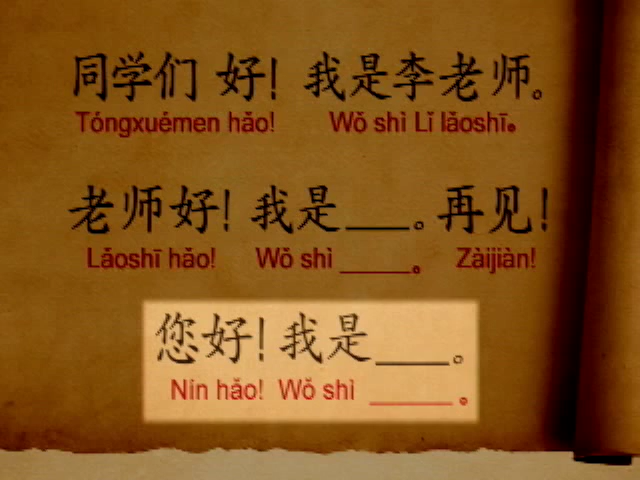 同学们 好! 我是李老师。
Tóngxuémen hǎo! Wǒ shì Lǐ lǎoshī。
老师好! 我是___。再见!
Lǎoshī hǎo! Wǒ shì _____。 Zàijiàn!
您好! 我是____。
Nín hǎo! Wǒ shì ______。